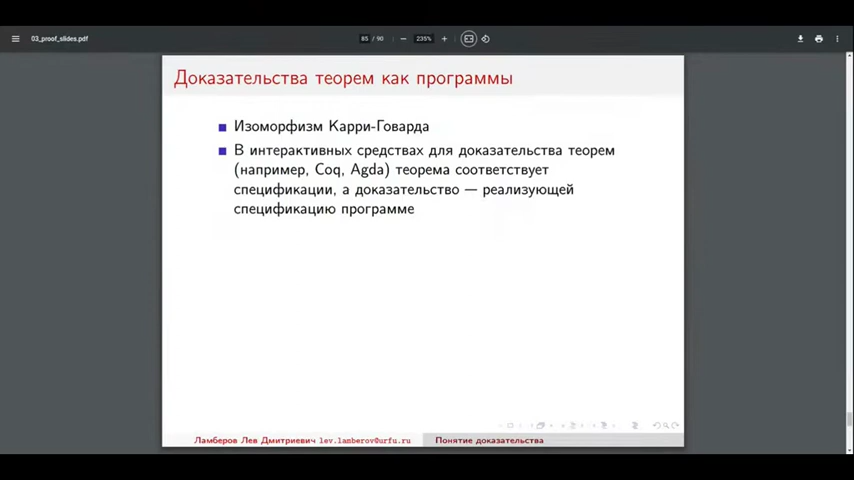 03_proof_slides.pdf
85 / 90
235%
Доказательства теорем как программы
Изоморфизм Карри-Говарда
В интерактивных средствах для доказательства теорем
(например, Coq, Agda) теорема соответствует
спецификации, а доказательство — реализующей
спецификацию программе
Ламберов Лев Дмитриевич lev.lamberov@urfu.ru
Понятие доказательства